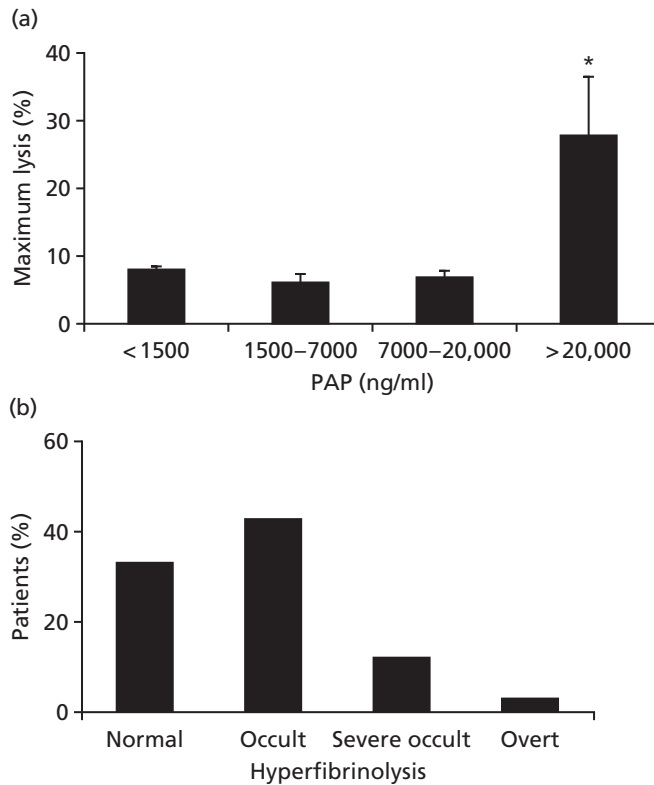 (a)
Maximum lysis (%)
40
30
20
10
0
*
<1500 1500–7000 7000–20,000 >20,000
PAP (ng/ml)
(b)
Patients (%)
60
40
20
0
Normal Occult Severe occult Overt
Hyperfibrinolysis